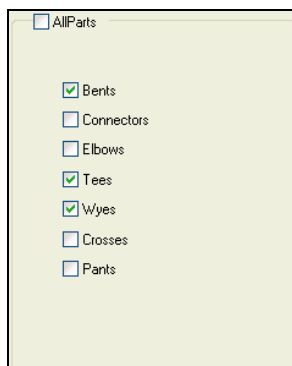 AllParts
Bents
Connectors
Elbows
Tees
Wyes
Crosses
Pants